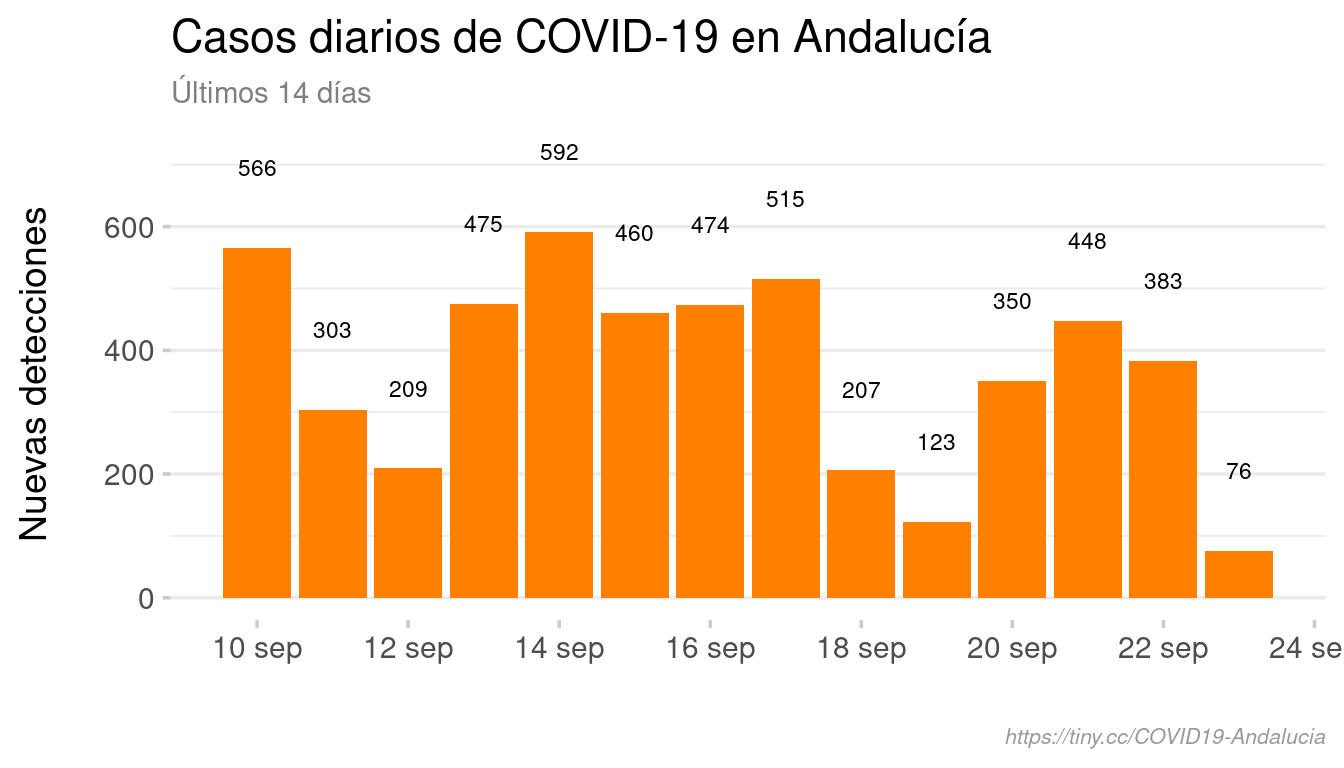 Casos diarios de COVID-19 en Andalucía
Últimos 14 días
Nuevas detecciones
600
400
200
0
566
303
209
475
592
460
474
515
207
123
350
448
383
76
10 sep
12 sep
14 sep
16 sep
18 sep
20 sep
22 sep
24 se
https://tiny.cc/COVID19-Andalucia